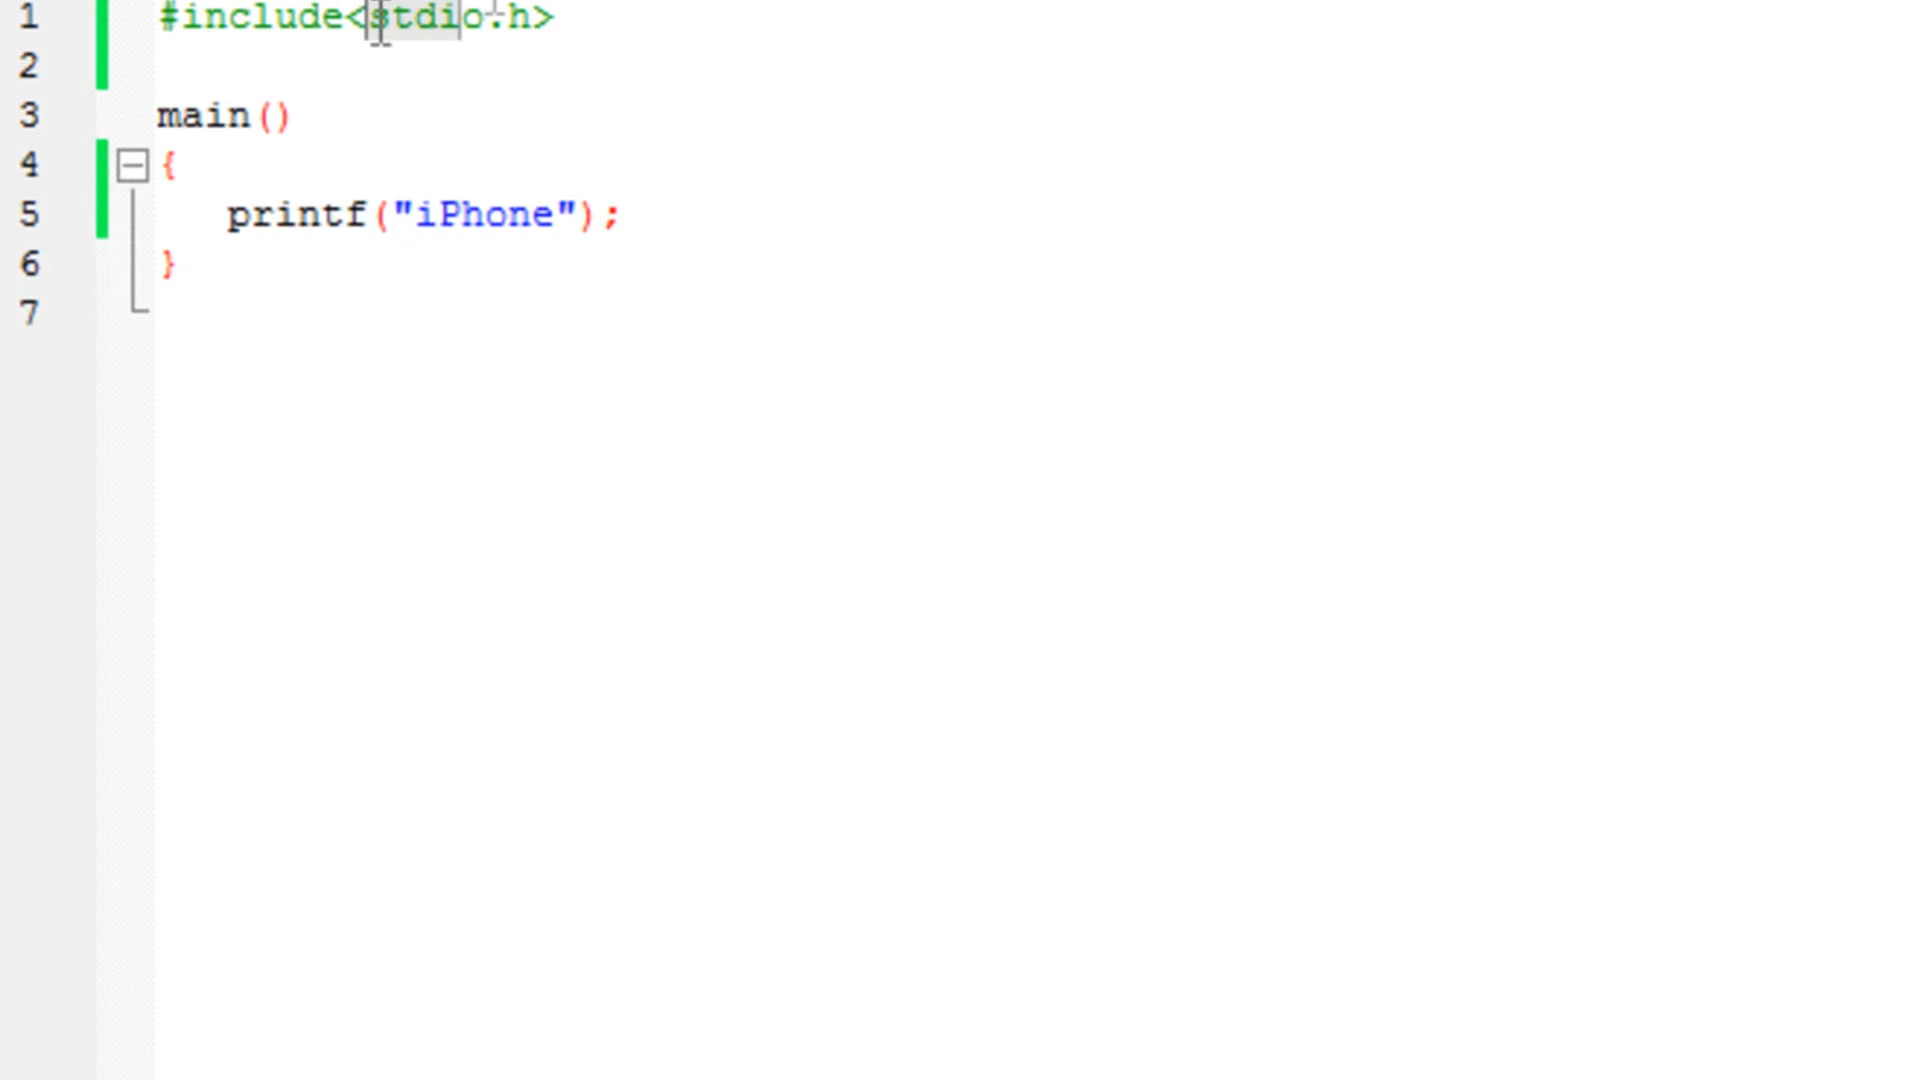 1 #include<stdio.h>
2
3 main()
4 {
5 printf("iPhone");
6 }
7